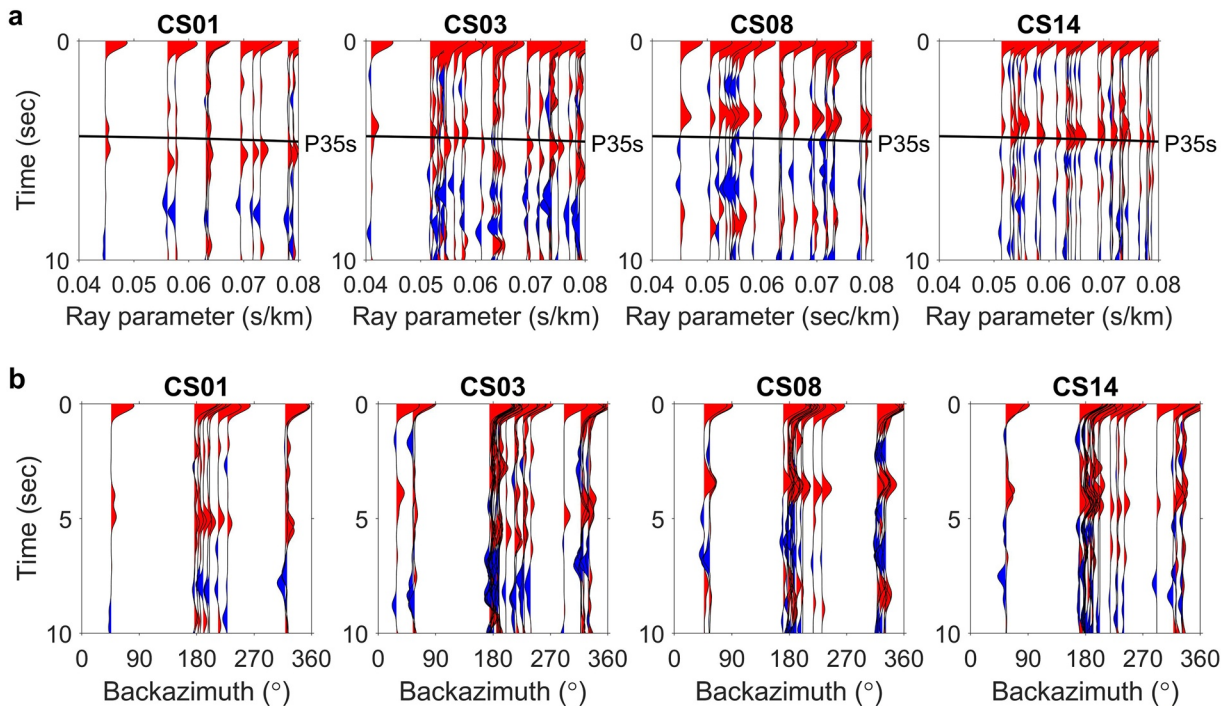 a
CS01 CS03 CS08 CS14
0 0 0 0
Time (sec)
P35s P35s P35s P35s
10 10 10 10
0.04 0.05 0.06 0.07 0.08 0.04 0.05 0.06 0.07 0.08 0.04 0.05 0.06 0.07 0.08 0.04 0.05 0.06 0.07 0.08
Ray parameter (s/km) Ray parameter (s/km) Ray parameter (sec/km) Ray parameter (s/km)
b
CS01 CS03 CS08 CS14
0 0 0 0
Time (sec)
5 5 5 5
10 10 10 10
0 90 180 270 360 0 90 180 270 360 0 90 180 270 360 0 90 180 270 360
Backazimuth (°) Backazimuth (°) Backazimuth (°) Backazimuth (°)